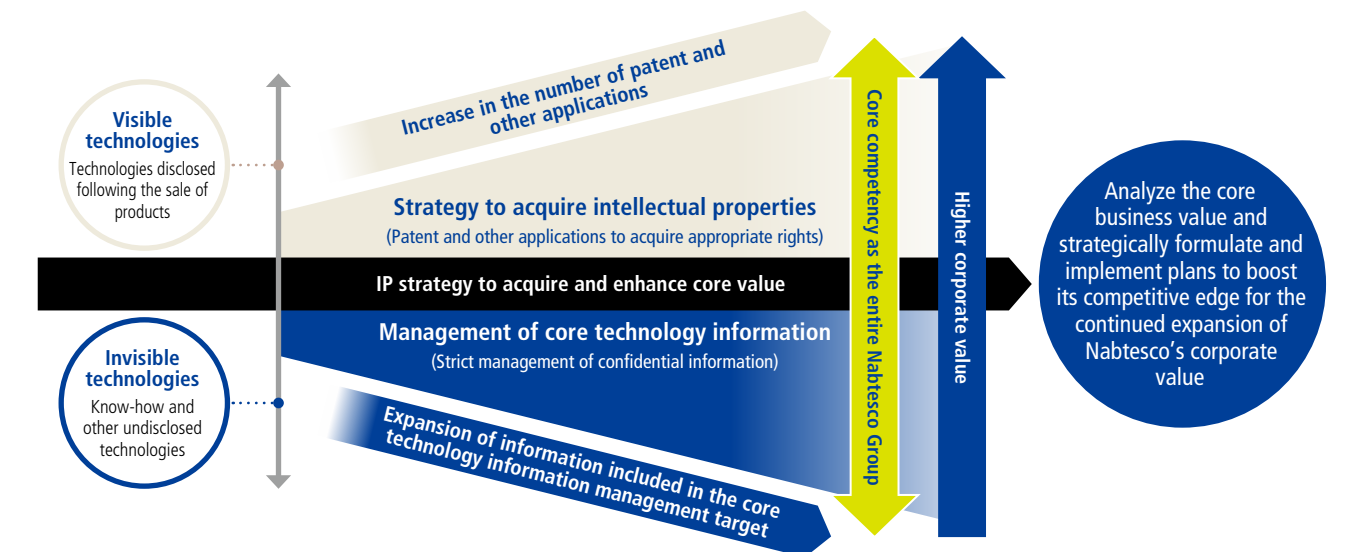 Visible
technologies
Technologies disclosed
following the sale of
products
Increase in the number of patent and
other applications
Strategy to acquire intellectual properties
(Patent and other applications to acquire appropriate rights)
IP strategy to acquire and enhance core value
Management of core technology information
(Strict management of confidential information)
Invisible
technologies
Know-how and
other undisclosed
technologies
Expansion of information included in the core
technology information management target
Core competency as the entire Nabtesco Group
Higher corporate value
Analyze the core
business value and
strategically formulate and
implement plans to boost
its competitive edge for the
continued expansion of
Nabtesco's corporate
value